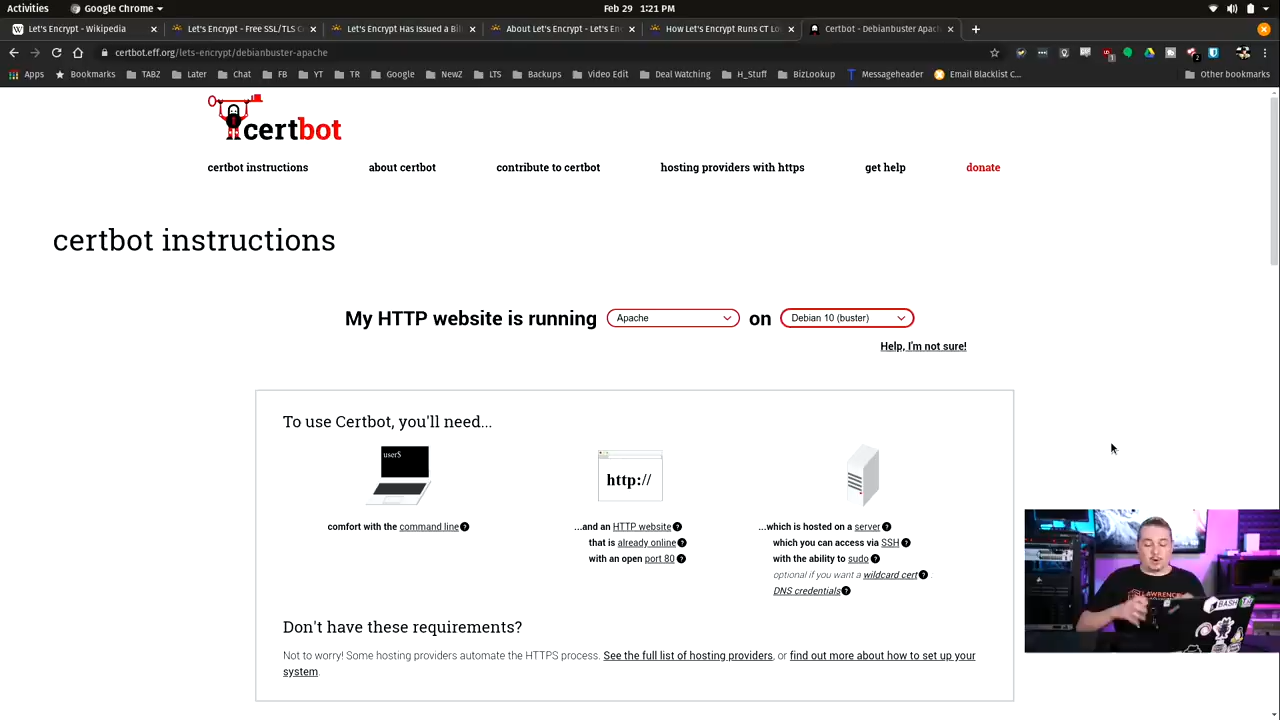 Activities
Google Chrome
Feb 29 1:21 PM
Let's Encrypt - Wikipedia
Let's Encrypt - Free SSL/TLS C
Let's Encrypt Has Issued a Bil
About Let's Encrypt - Let's En
How Let's Encrypt Runs CT Lo
Certbot - Debianbuster Apache
certbot.eff.org/lets-encrypt/debianbuster-apache
Apps
Bookmarks
TABZ
Later
Chat
FB
YT
TR
Google
NewZ
LTS
Backups
Video Edit
Deal Watching
H_Stuff
BizLookup
Messageheader
Email Blacklist C...
Other bookmarks
certbot
certbot instructions
about certbot
contribute to certbot
hosting providers with https
get help
donate
certbot instructions
My HTTP website is running Apache on Debian 10 (buster)
Help, I'm not sure!
To use Certbot, you'll need...
user$
http://
comfort with the command line
...and an HTTP website
that is already online
with an open port 80
...which is hosted on a server
which you can access via SSH
with the ability to sudo
optional if you want a wildcard cert
DNS credentials
LAWRENCE
BASH
Don't have these requirements?
Not to worry! Some hosting providers automate the HTTPS process. See the full list of hosting providers, or find out more about how to set up your
system.